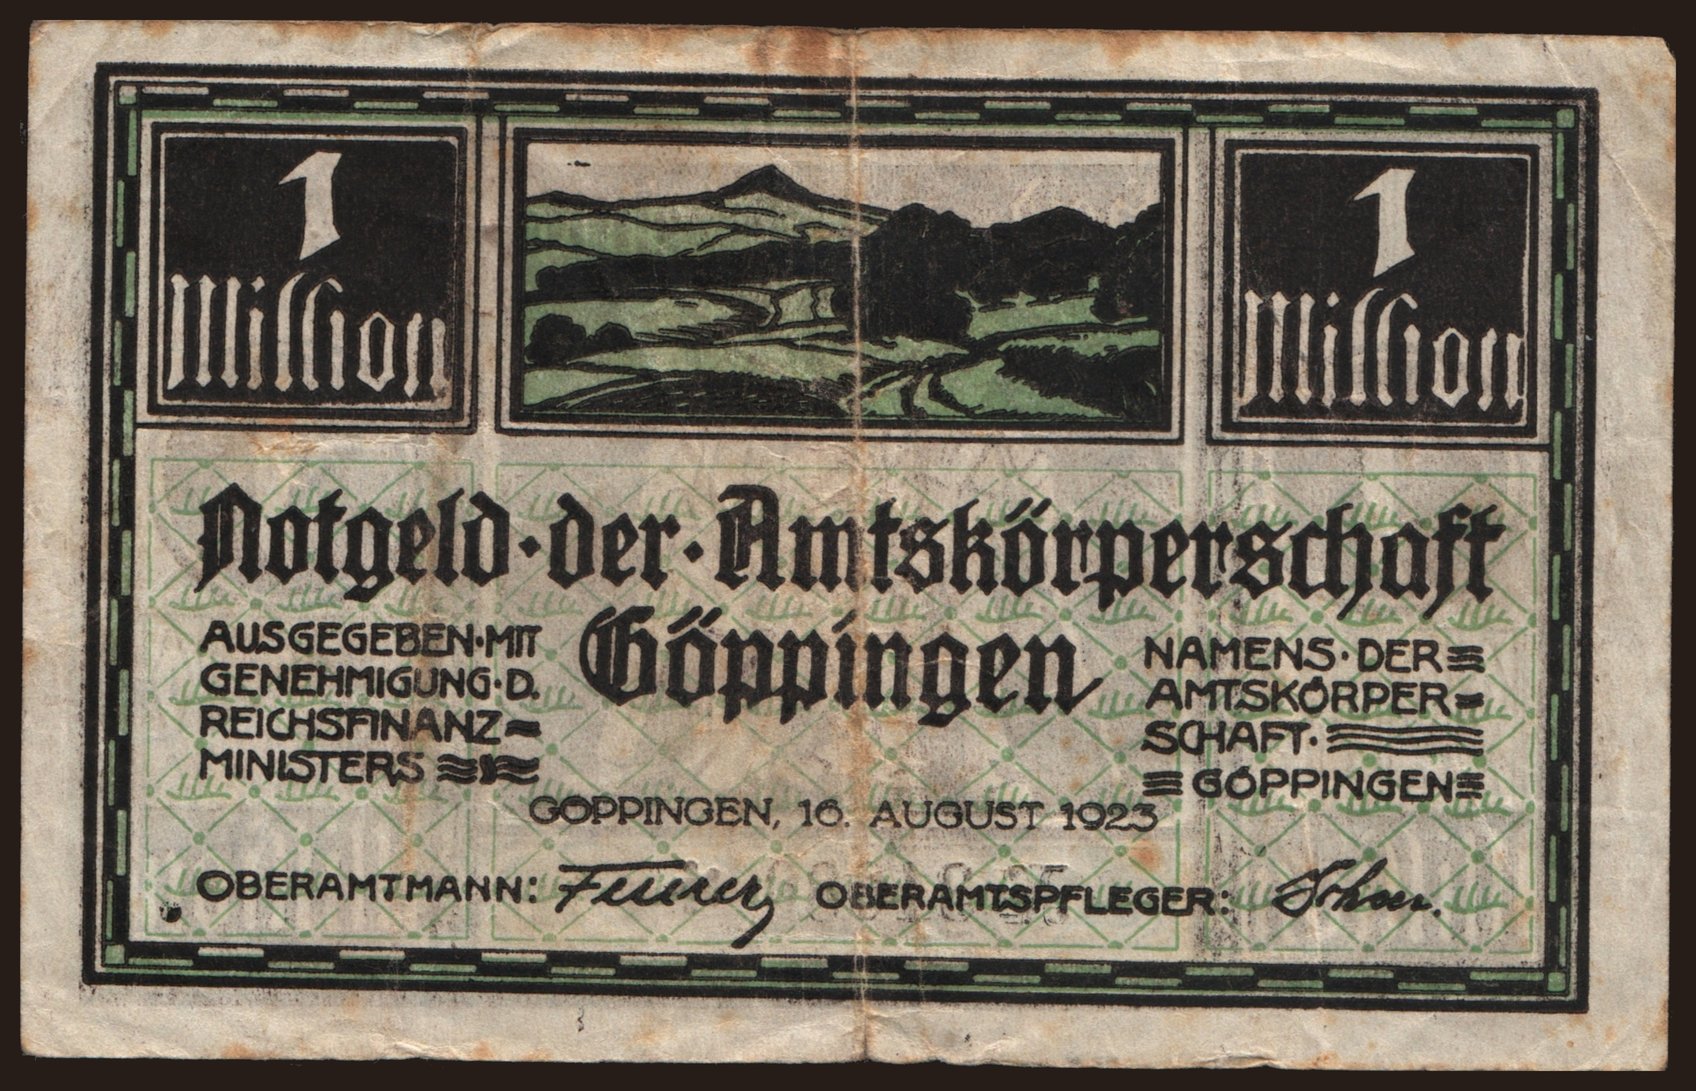 1
Million
1
Million
Notgeld·der·Amtskörperschaft
Göppingen
AUSGEGEBEN·MIT
GENEHMIGUNG·D.
REICHSFINANZ=
MINISTERS
NAMENS·DER
AMTSKÖRPER=
SCHAFT·
GÖPPINGEN
GÖPPINGEN, 16. AUGUST 1923
OBERAMTMANN: OBERAMTSPFLEGER: